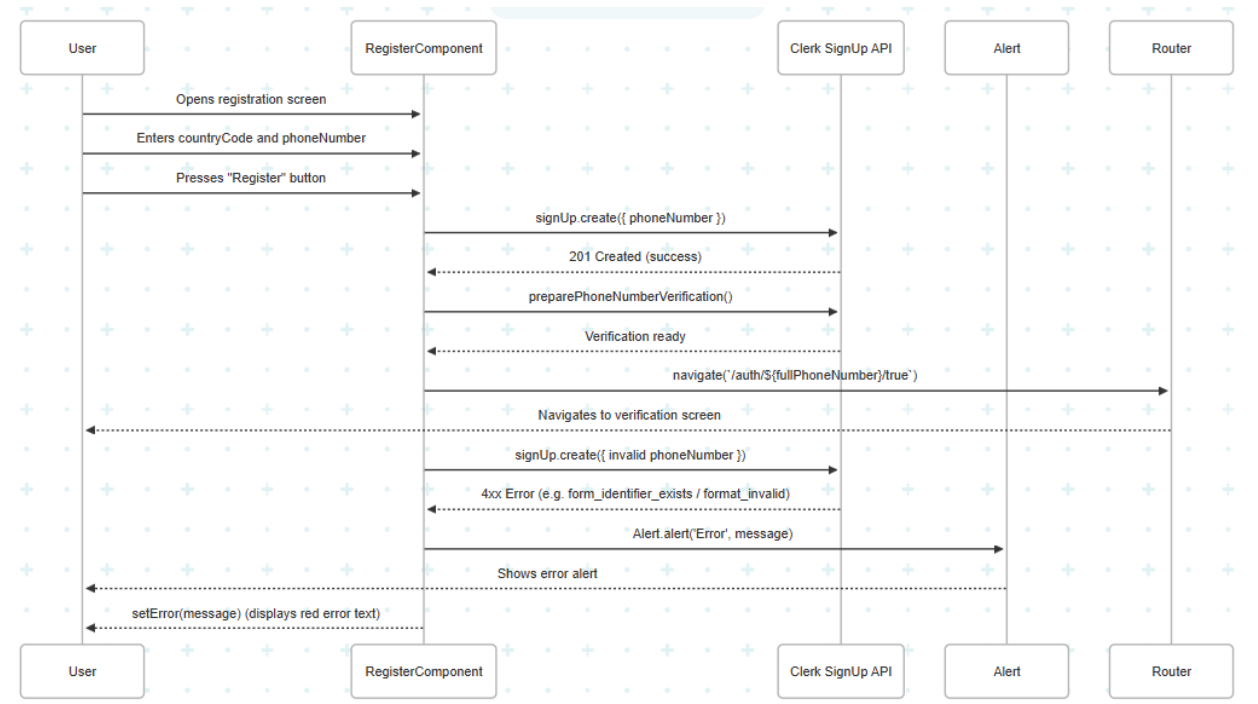 User
RegisterComponent
Clerk SignUp API
Alert
Router
Opens registration screen
Enters countryCode and phoneNumber
Presses "Register" button
signUp.create({ phoneNumber })
201 Created (success)
preparePhoneNumberVerification()
Verification ready
navigate(`/auth/${fullPhoneNumber}/true`)
Navigates to verification screen
signUp.create({ invalid phoneNumber })
4xx Error (e.g. form_identifier_exists / format_invalid)
Alert.alert('Error', message)
Shows error alert
setError(message) (displays red error text)
User
RegisterComponent
Clerk SignUp API
Alert
Router